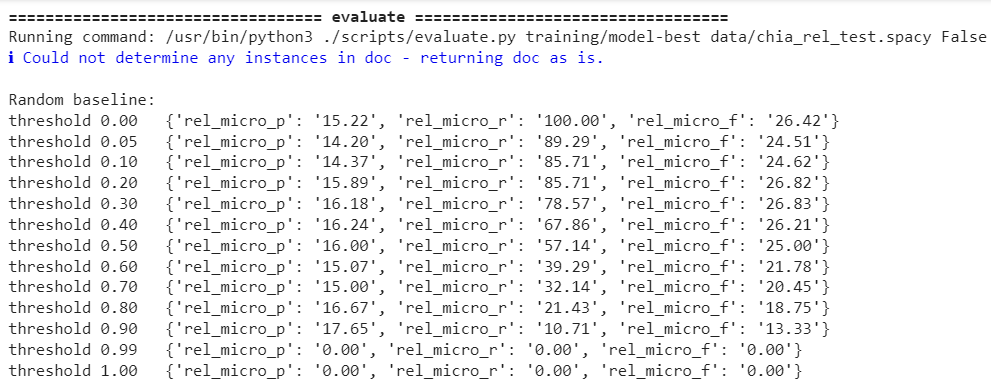 ================================== evaluate ==================================
Running command: /usr/bin/python3 ./scripts/evaluate.py training/model-best data/chia_rel_test.spacy False
ℹ Could not determine any instances in doc - returning doc as is.

Random baseline:
threshold 0.00   {'rel_micro_p': '15.22', 'rel_micro_r': '100.00', 'rel_micro_f': '26.42'}
threshold 0.05   {'rel_micro_p': '14.20', 'rel_micro_r': '89.29', 'rel_micro_f': '24.51'}
threshold 0.10   {'rel_micro_p': '14.37', 'rel_micro_r': '85.71', 'rel_micro_f': '24.62'}
threshold 0.20   {'rel_micro_p': '15.89', 'rel_micro_r': '85.71', 'rel_micro_f': '26.82'}
threshold 0.30   {'rel_micro_p': '16.18', 'rel_micro_r': '78.57', 'rel_micro_f': '26.83'}
threshold 0.40   {'rel_micro_p': '16.24', 'rel_micro_r': '67.86', 'rel_micro_f': '26.21'}
threshold 0.50   {'rel_micro_p': '16.00', 'rel_micro_r': '57.14', 'rel_micro_f': '25.00'}
threshold 0.60   {'rel_micro_p': '15.07', 'rel_micro_r': '39.29', 'rel_micro_f': '21.78'}
threshold 0.70   {'rel_micro_p': '15.00', 'rel_micro_r': '32.14', 'rel_micro_f': '20.45'}
threshold 0.80   {'rel_micro_p': '16.67', 'rel_micro_r': '21.43', 'rel_micro_f': '18.75'}
threshold 0.90   {'rel_micro_p': '17.65', 'rel_micro_r': '10.71', 'rel_micro_f': '13.33'}
threshold 0.99   {'rel_micro_p': '0.00', 'rel_micro_r': '0.00', 'rel_micro_f': '0.00'}
threshold 1.00   {'rel_micro_p': '0.00', 'rel_micro_r': '0.00', 'rel_micro_f': '0.00'}